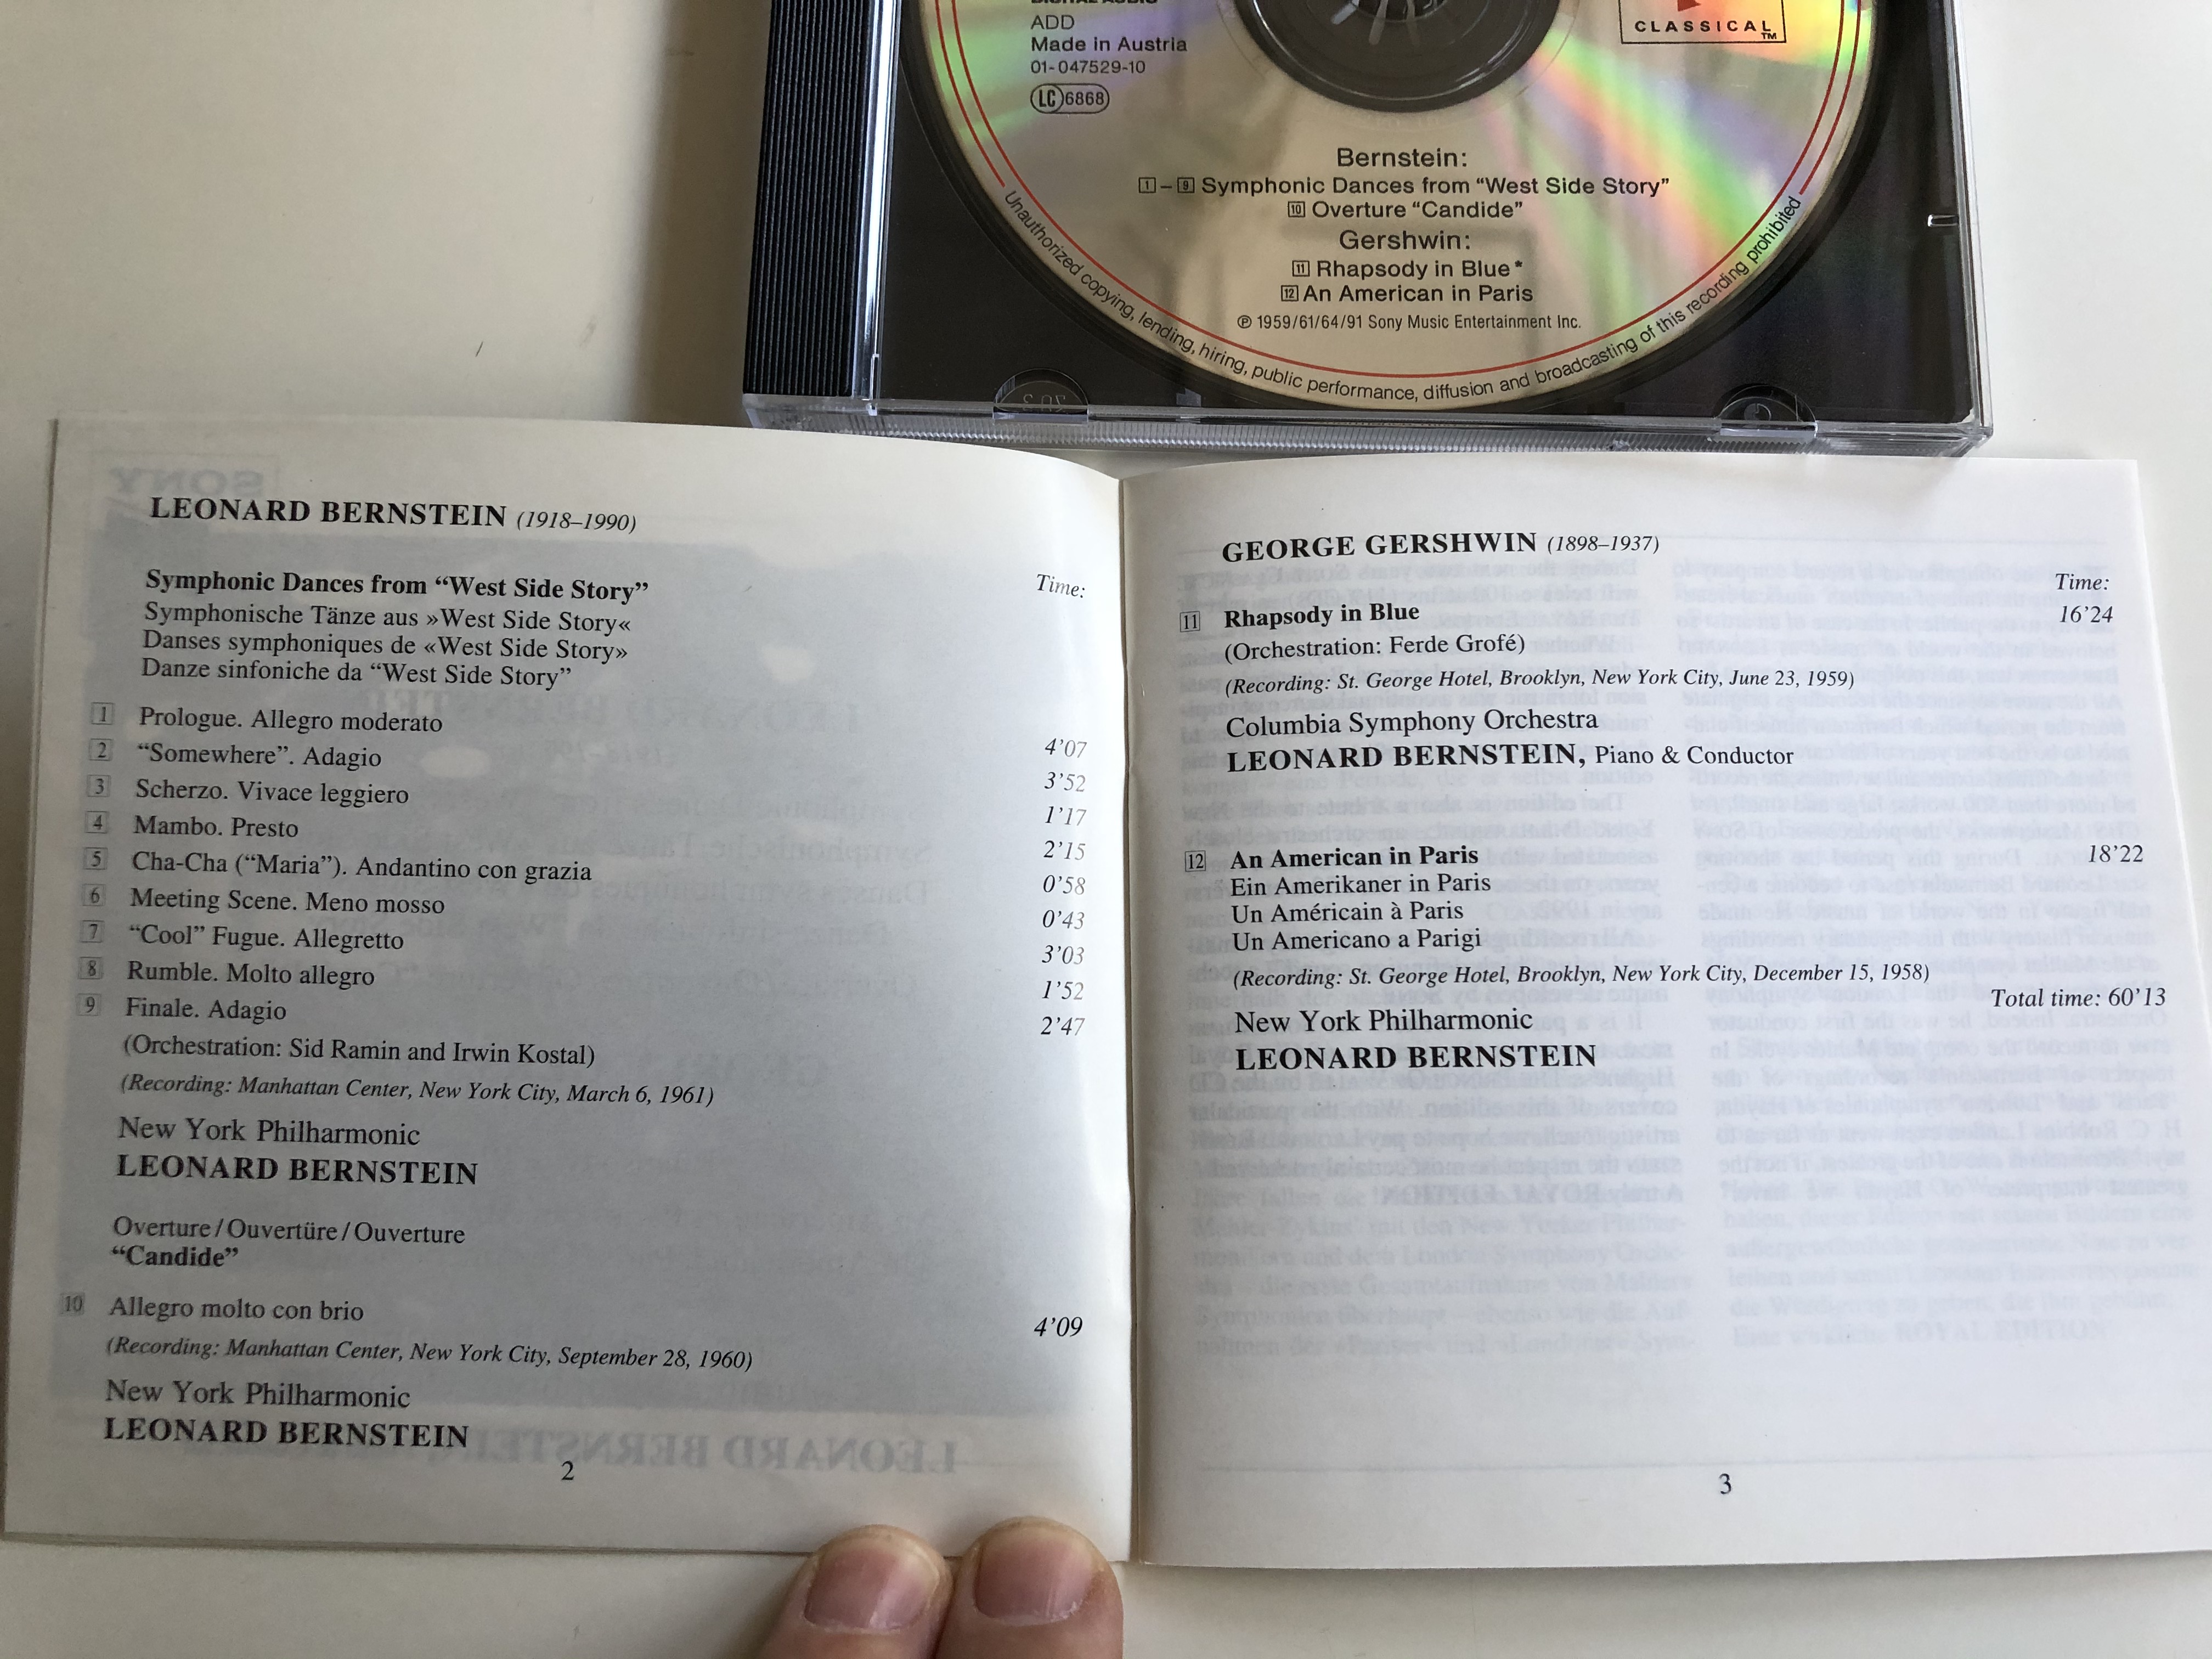 DIGITAL AUDIO
ADD
Made in Austria
01-047529-10
LC 6868
CLASSICAL™
Bernstein:
1–9 Symphonic Dances from “West Side Story”
10 Overture “Candide”
Gershwin:
11 Rhapsody in Blue*
12 An American in Paris
℗ 1959/61/64/91 Sony Music Entertainment Inc.
Unauthorized copying, lending, hiring, public performance, diffusion and broadcasting of this recording prohibited
LEONARD BERNSTEIN (1918–1990)
Time:
Symphonic Dances from “West Side Story”
Symphonische Tänze aus »West Side Story«
Danses symphoniques de «West Side Story»
Danze sinfoniche da “West Side Story”
1 Prologue. Allegro moderato 4’07
2 “Somewhere”. Adagio 3’52
3 Scherzo. Vivace leggiero 1’17
4 Mambo. Presto 2’15
5 Cha-Cha (“Maria”). Andantino con grazia 0’58
6 Meeting Scene. Meno mosso 0’43
7 “Cool” Fugue. Allegretto 3’03
8 Rumble. Molto allegro 1’52
9 Finale. Adagio 2’47
(Orchestration: Sid Ramin and Irwin Kostal)
(Recording: Manhattan Center, New York City, March 6, 1961)
New York Philharmonic
LEONARD BERNSTEIN
Overture/Ouvertüre/Ouverture
“Candide”
10 Allegro molto con brio 4’09
(Recording: Manhattan Center, New York City, September 28, 1960)
New York Philharmonic
LEONARD BERNSTEIN
2
GEORGE GERSHWIN (1898–1937)
Time:
11 Rhapsody in Blue 16’24
(Orchestration: Ferde Grofé)
(Recording: St. George Hotel, Brooklyn, New York City, June 23, 1959)
Columbia Symphony Orchestra
LEONARD BERNSTEIN, Piano & Conductor
12 An American in Paris 18’22
Ein Amerikaner in Paris
Un Américain à Paris
Un Americano a Parigi
(Recording: St. George Hotel, Brooklyn, New York City, December 15, 1958)
Total time: 60’13
New York Philharmonic
LEONARD BERNSTEIN
3